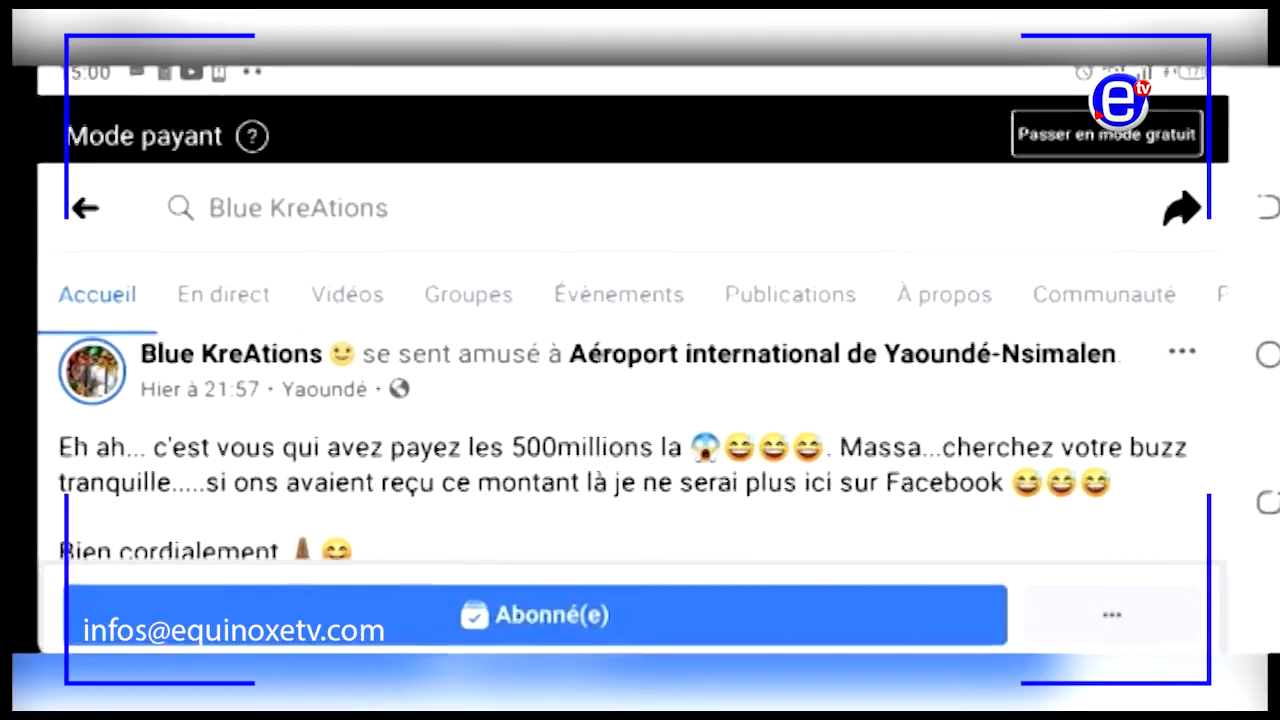 15:00
e tv
Mode payant ?
Passer en mode gratuit
Blue KreAtions
Accueil En direct Vidéos Groupes Évènements Publications À propos Communauté
Blue KreAtions 😉 se sent amusé à Aéroport international de Yaoundé-Nsimalen.
Hier à 21:57 · Yaoundé ·
Eh ah... c'est vous qui avez payez les 500millions la 😱😅😅😅. Massa...cherchez votre buzz
tranquille.....si ons avaient reçu ce montant là je ne serai plus ici sur Facebook 😅😅😅
Bien cordialement 🙏🏾😊
Abonné(e)
infos@equinoxetv.com